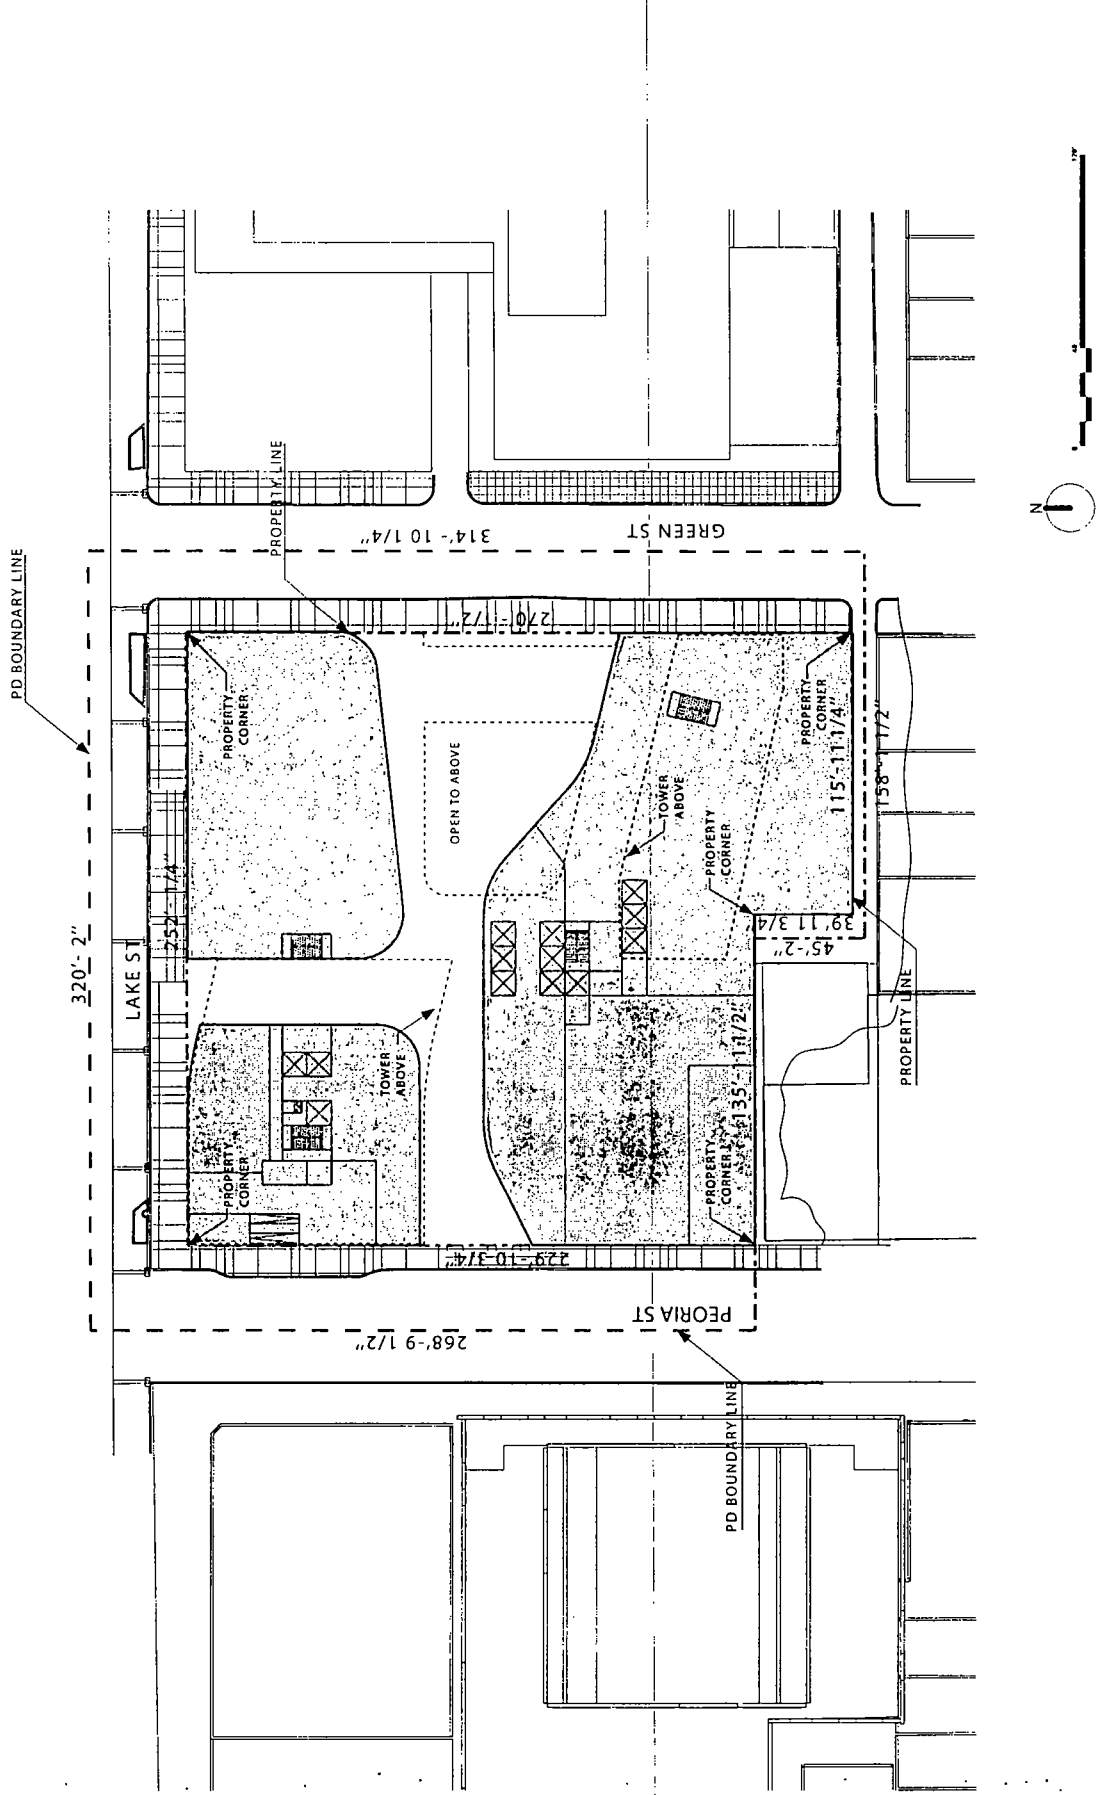 PD BOUNDARY LINE
320'- 2"
LAKE ST
252'- 1/4"
PROPERTY LINE
314'- 10 1/4"
GREEN ST
270'- 1/2"
PROPERTY
CORNER
PROPERTY
CORNER
OPEN TO ABOVE
TOWER
ABOVE
PROPERTY
CORNER
115'-11 1/4"
158'- 1 1/2"
39' 11 3/4
45'-2"
PROPERTY LINE
TOWER
ABOVE
135'-11 1/2"
PROPERTY
CORNER
PROPERTY
CORNER
229'-10 3/4"
PEORIA ST
268'-9 1/2"
PD BOUNDARY LINE
N